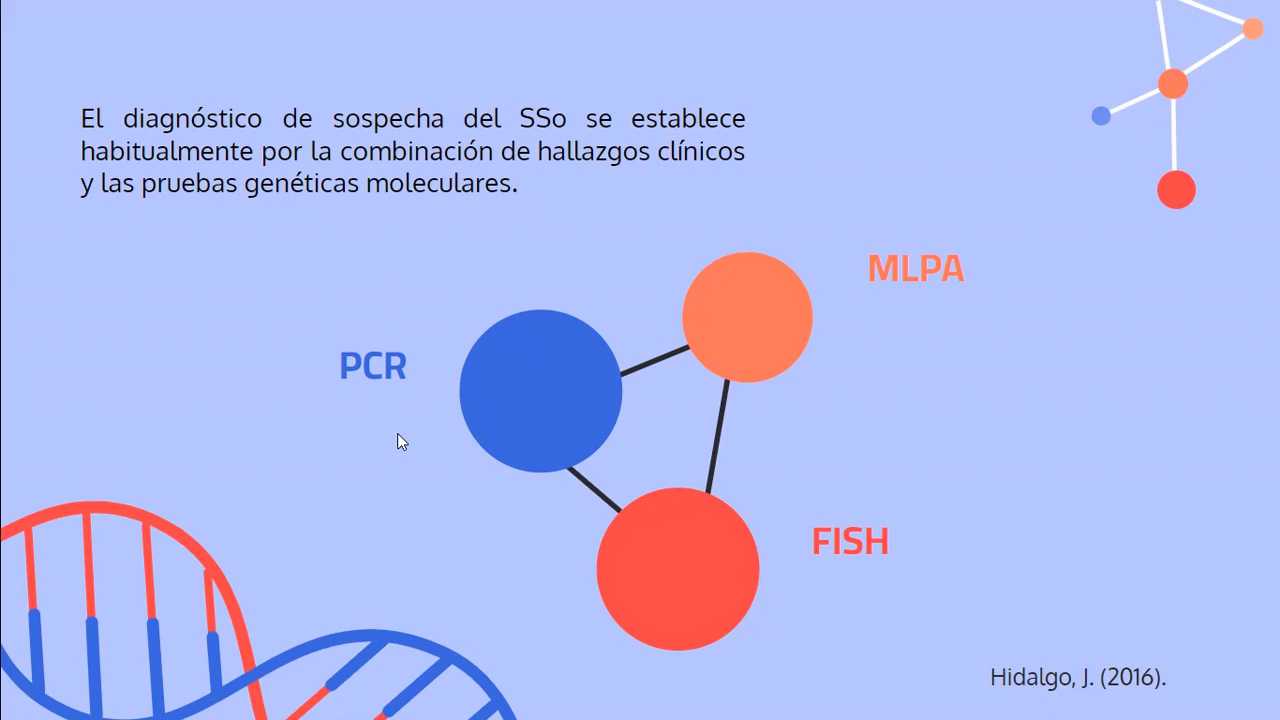 El diagnóstico de sospecha del SSo se establece
habitualmente por la combinación de hallazgos clínicos
y las pruebas genéticas moleculares.
MLPA
PCR
FISH
Hidalgo, J. (2016).